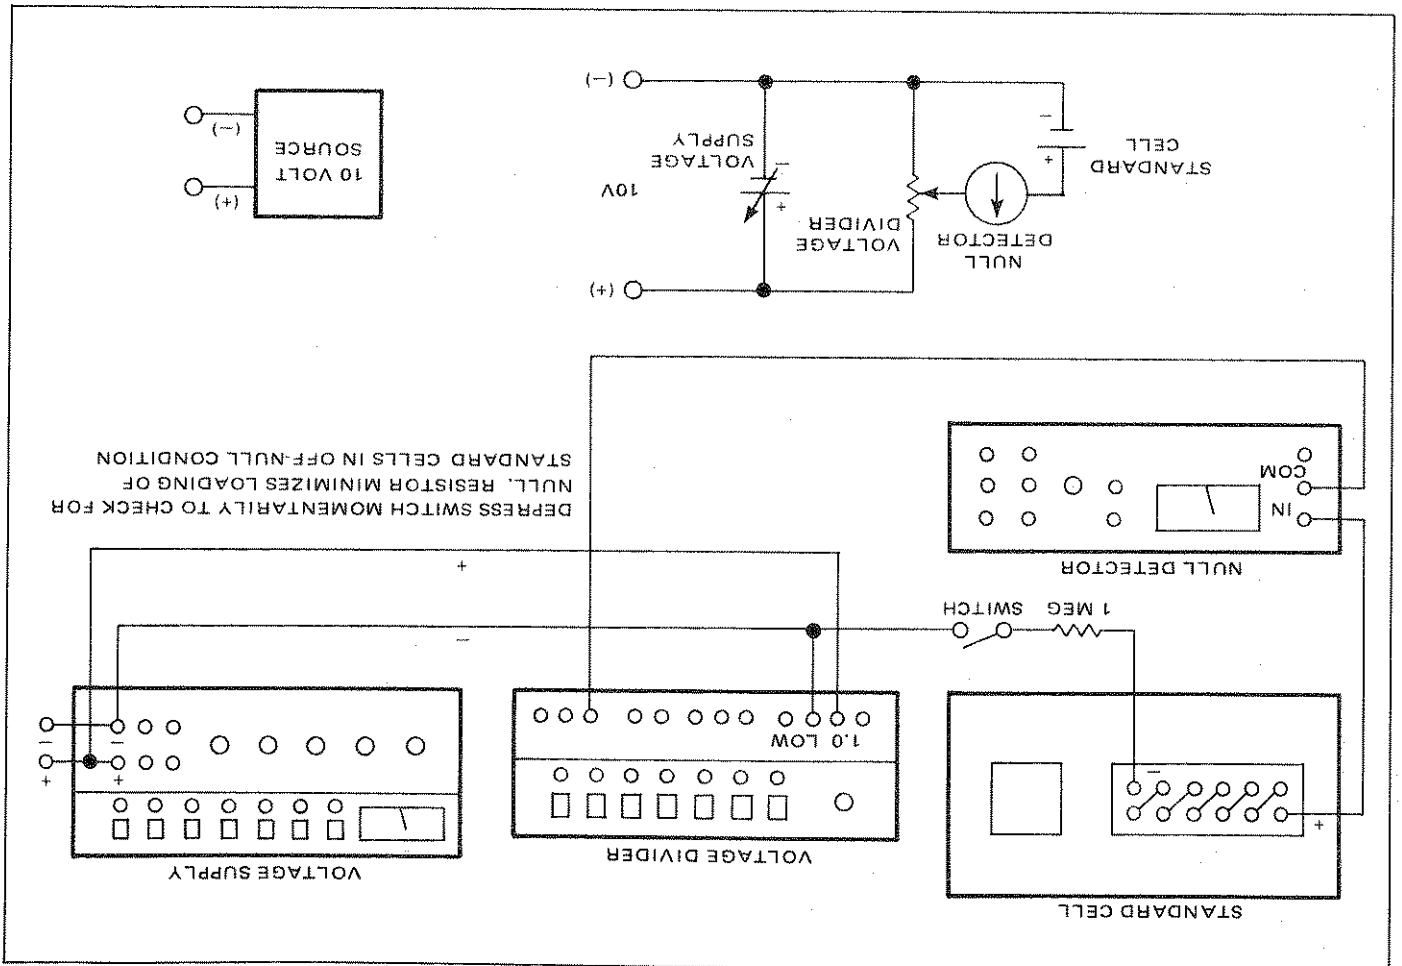 STANDARD CELL
VOLTAGE DIVIDER
VOLTAGE SUPPLY
+
−
1.0 LOW
+
−
+
−
1 MEG
SWITCH
−
+
NULL DETECTOR
IN
COM
DEPRESS SWITCH MOMENTARILY TO CHECK FOR
NULL. RESISTOR MINIMIZES LOADING OF
STANDARD CELLS IN OFF-NULL CONDITION
(+)
NULL
DETECTOR
VOLTAGE
DIVIDER
STANDARD
CELL
+
−
10V
+
−
VOLTAGE
SUPPLY
(−)
(+)
10 VOLT
SOURCE
(−)